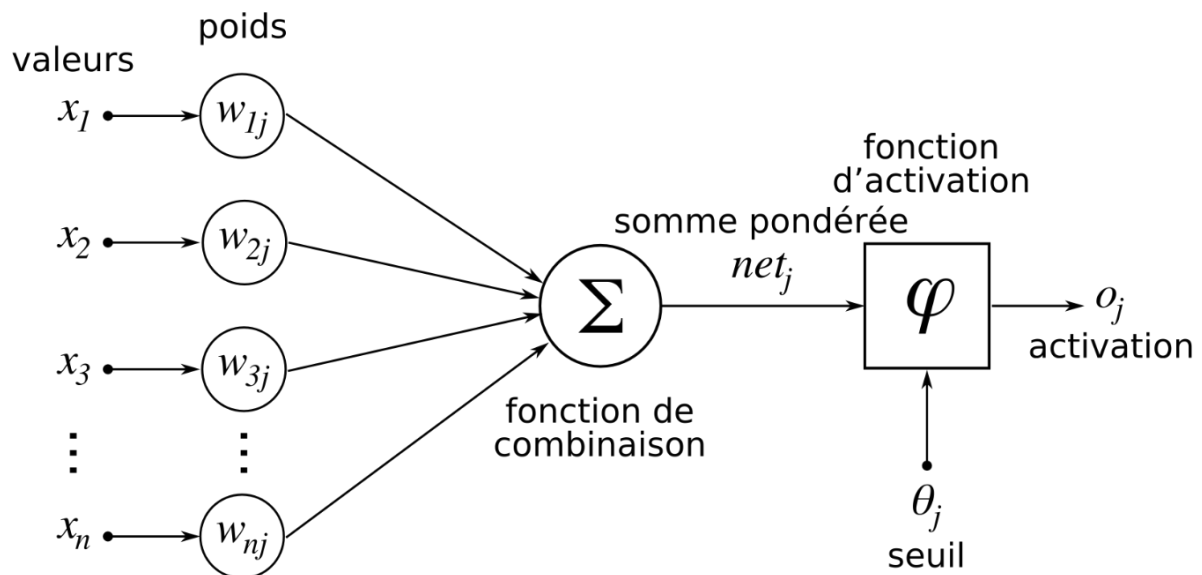 poids
valeurs
x₁
w₁ⱼ
x₂
w₂ⱼ
x₃
w₃ⱼ
⋮ ⋮
xₙ
wₙⱼ
Σ
fonction de
combinaison
somme pondérée
netⱼ
fonction
d’activation
φ
oⱼ
activation
θⱼ
seuil